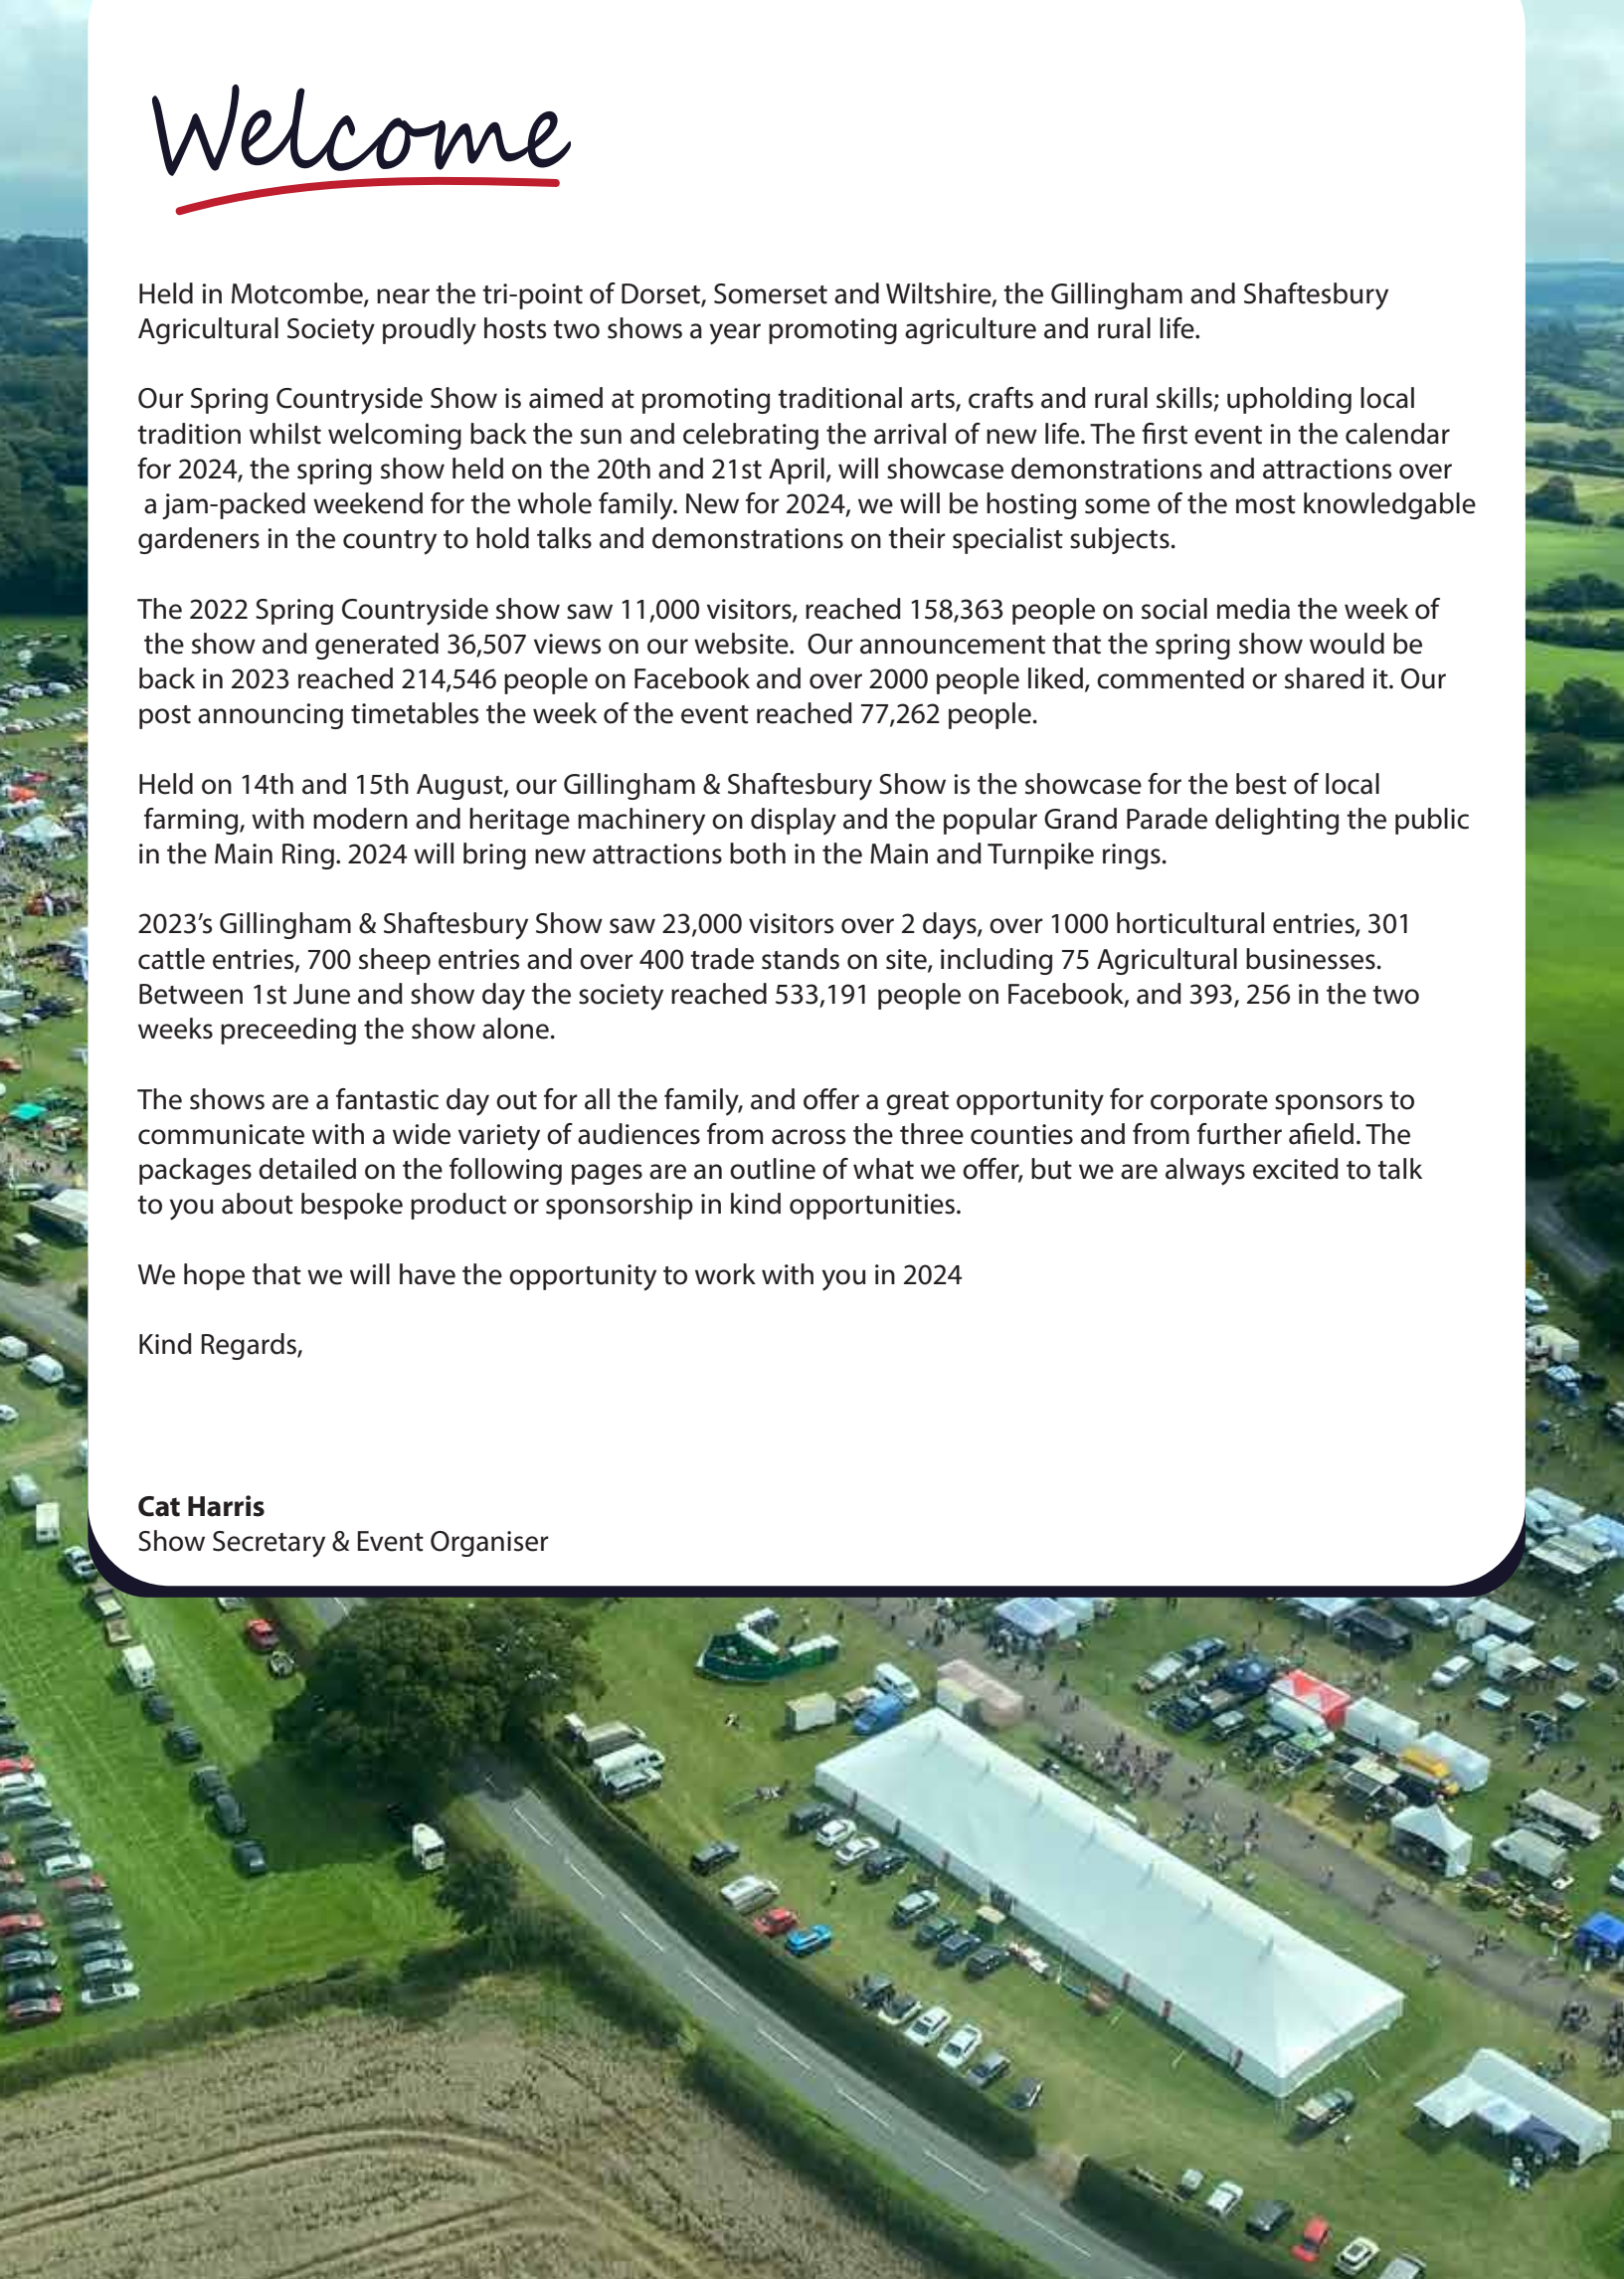 Welcome
Held in Motcombe, near the tri-point of Dorset, Somerset and Wiltshire, the Gillingham and Shaftesbury
Agricultural Society proudly hosts two shows a year promoting agriculture and rural life.
Our Spring Countryside Show is aimed at promoting traditional arts, crafts and rural skills; upholding local
tradition whilst welcoming back the sun and celebrating the arrival of new life. The first event in the calendar
for 2024, the spring show held on the 20th and 21st April, will showcase demonstrations and attractions over
a jam-packed weekend for the whole family. New for 2024, we will be hosting some of the most knowledgable
gardeners in the country to hold talks and demonstrations on their specialist subjects.
The 2022 Spring Countryside show saw 11,000 visitors, reached 158,363 people on social media the week of
the show and generated 36,507 views on our website.  Our announcement that the spring show would be
back in 2023 reached 214,546 people on Facebook and over 2000 people liked, commented or shared it. Our
post announcing timetables the week of the event reached 77,262 people.
Held on 14th and 15th August, our Gillingham & Shaftesbury Show is the showcase for the best of local
farming, with modern and heritage machinery on display and the popular Grand Parade delighting the public
in the Main Ring. 2024 will bring new attractions both in the Main and Turnpike rings.
2023’s Gillingham & Shaftesbury Show saw 23,000 visitors over 2 days, over 1000 horticultural entries, 301
cattle entries, 700 sheep entries and over 400 trade stands on site, including 75 Agricultural businesses.
Between 1st June and show day the society reached 533,191 people on Facebook, and 393, 256 in the two
weeks preceeding the show alone.
The shows are a fantastic day out for all the family, and offer a great opportunity for corporate sponsors to
communicate with a wide variety of audiences from across the three counties and from further afield. The
packages detailed on the following pages are an outline of what we offer, but we are always excited to talk
to you about bespoke product or sponsorship in kind opportunities.
We hope that we will have the opportunity to work with you in 2024
Kind Regards,
Cat Harris
Show Secretary & Event Organiser